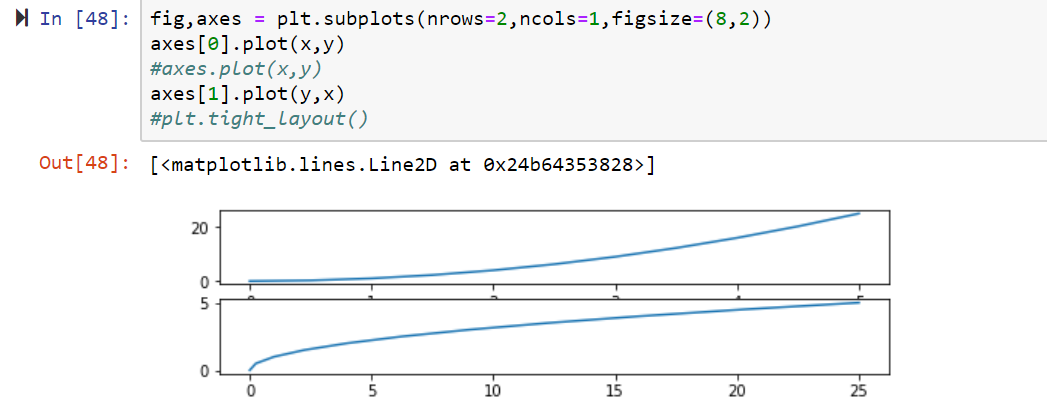 In [48]: fig,axes = plt.subplots(nrows=2,ncols=1,figsize=(8,2))
axes[0].plot(x,y)
#axes.plot(x,y)
axes[1].plot(y,x)
#plt.tight_layout()
Out[48]: [<matplotlib.lines.Line2D at 0x24b64353828>]
20
0
5
0
0 5 10 15 20 25